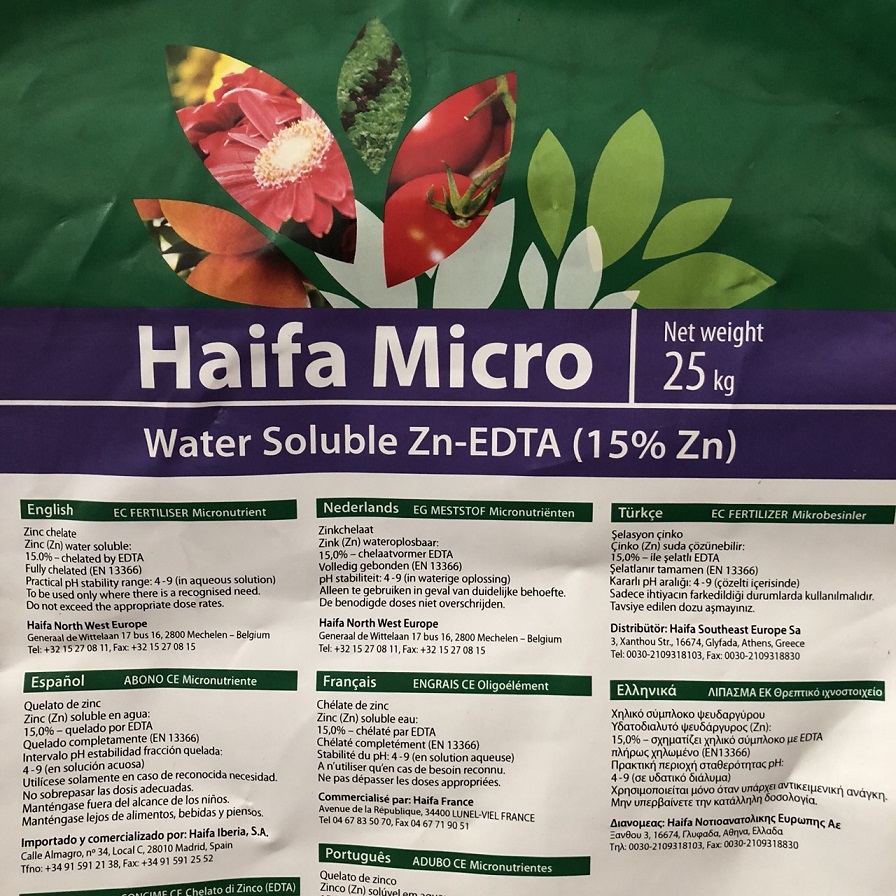 Haifa Micro
Net weight
25 kg
Water Soluble Zn-EDTA (15% Zn)
English EC FERTILISER Micronutrient
Zinc chelate
Zinc (Zn) water soluble:
15.0% – chelated by EDTA
Fully chelated (EN 13366)
Practical pH stability range: 4 - 9 (in aqueous solution)
To be used only where there is a recognised need.
Do not exceed the appropriate dose rates.
Haifa North West Europe
Generaal de Wittelaan 17 bus 16, 2800 Mechelen – Belgium
Tel: +32 15 27 08 11, Fax: +32 15 27 08 15
Español ABONO CE Micronutriente
Quelato de zinc
Zinc (Zn) soluble en agua:
15,0% – quelado por EDTA
Quelado completamente (EN 13366)
Intervalo pH estabilidad fracción quelada:
4 - 9 (en solución acuosa)
Utilícese solamente en caso de reconocida necesidad.
No sobrepasar las dosis adecuadas.
Manténgase fuera del alcance de los niños.
Manténgase lejos de alimentos, bebidas y piensos.
Importado y comercializado por: Haifa Iberia, S.A.
Calle Almagro, nº 34, Local C, 28010 Madrid, Spain
Tfno: +34 91 591 21 38, Fax: +34 91 591 25 52
CONCIME CE Chelato di Zinco (EDTA)
Nederlands EG MESTSTOF Micronutriënten
Zinkchelaat
Zink (Zn) wateroplosbaar:
15,0% – chelaatvormer EDTA
Volledig gebonden (EN 13366)
pH stabiliteit: 4 - 9 (in waterige oplossing)
Alleen te gebruiken in geval van duidelijke behoefte.
De benodigde doses niet overschrijden.
Haifa North West Europe
Generaal de Wittelaan 17 bus 16, 2800 Mechelen – Belgium
Tel: +32 15 27 08 11, Fax: +32 15 27 08 15
Français ENGRAIS CE Oligoélément
Chélate de zinc
Zinc (Zn) soluble eau:
15,0% – chélaté par EDTA
Chélaté complétement (EN 13366)
Stabilité du pH: 4 - 9 (en solution aqueuse)
A n'utiliser qu'en cas de besoin reconnu.
Ne pas dépasser les doses appropriées.
Commercialisé par: Haifa France
Avenue de la République, 34400 LUNEL-VIEL FRANCE
Tel 04 67 83 50 70, Fax 04 67 71 90 51
Português ADUBO CE Micronutrientes
Quelato de zinco
Zinco (Zn) solúvel em
Türkçe EC FERTILIZER Mikrobesinler
Şelasyon çinko
Çinko (Zn) suda çözünebilir:
15,0% – ile şelatlı EDTA
Şelatlanır tamamen (EN 13366)
Kararlı pH aralığı: 4 - 9 (çözelti içerisinde)
Sadece ihtiyacın farkedildiği durumlarda kullanılmalıdır.
Tavsiye edilen dozu aşmayınız.
Distribütör: Haifa Southeast Europe Sa
3, Xanthou Str., 16674, Glyfada, Athens, Greece
Tel: 0030-2109318103, Fax: 0030-2109318830
Ελληνικά ΛΙΠΑΣΜΑ ΕΚ Θρεπτικό ιχνοστοιχείο
Χηλικό σύμπλοκο ψευδαργύρου
Υδατοδιαλυτό ψευδάργυρος (Zn):
15,0% – σχηματίζει χηλικό σύμπλοκο με EDTA
πλήρως χηλωμένο (EN13366)
Πρακτική περιοχή σταθερότητας pH:
4 - 9 (σε υδατικό διάλυμα)
Χρησιμοποιείται μόνο όταν υπάρχει αντικειμενική ανάγκη.
Μην υπερβαίνετε την κατάλληλη δοσολογία.
Διανομεας: Haifa Νοτιοανατολικης Ευρωπης Αε
Ξανθου 3, 16674, Γλυφαδα, Αθηνα, Ελλαδα
Τηλ: 0030-2109318103, Fax: 0030-2109318830